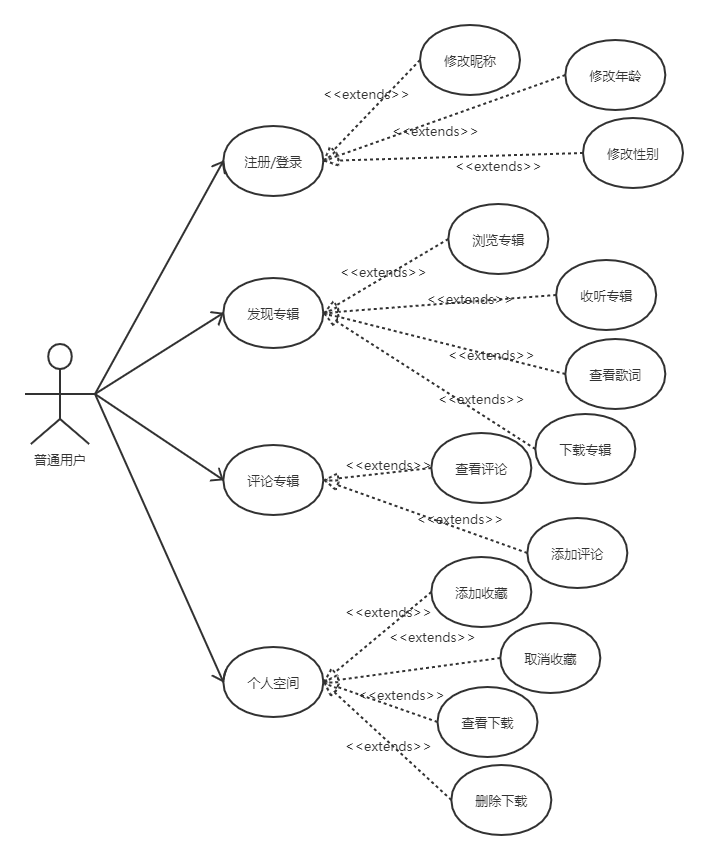 修改昵称
<<extends>>
修改年龄
<<extends>>
修改性别
<<extends>>
注册/登录
浏览专辑
<<extends>>
收听专辑
<<extends>>
发现专辑
查看歌词
<<extends>>
下载专辑
<<extends>>
普通用户
查看评论
<<extends>>
评论专辑
添加评论
<<extends>>
添加收藏
<<extends>>
取消收藏
<<extends>>
个人空间
查看下载
<<extends>>
删除下载
<<extends>>